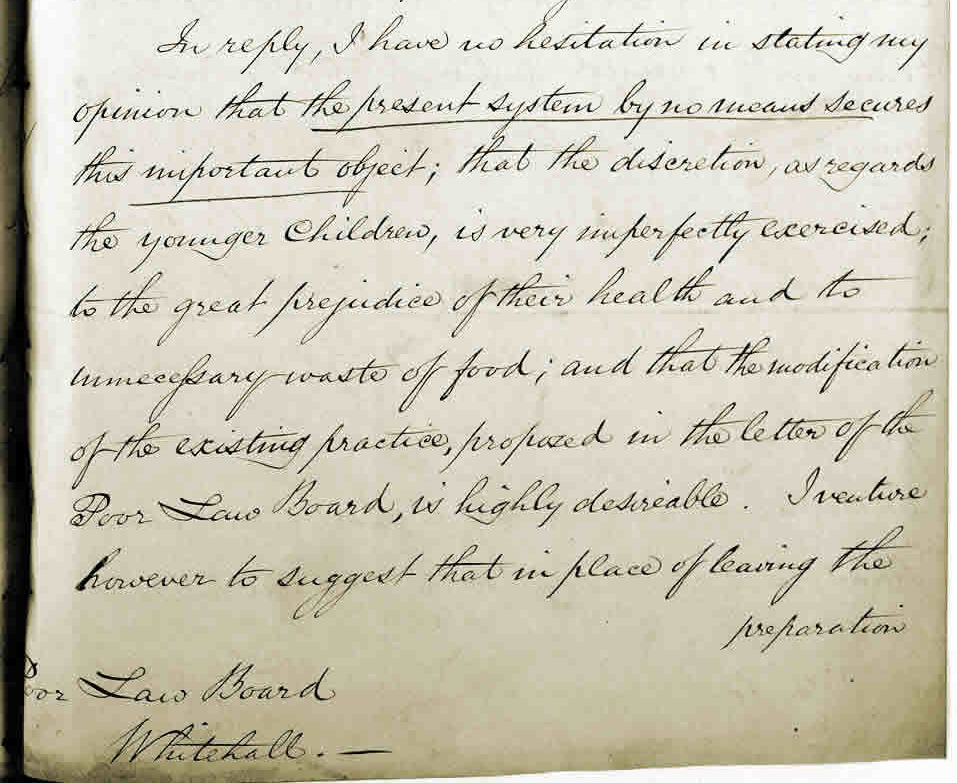 In reply, I have no hesitation in stating my
opinion that the present system by no means secures
this important object; that the discretion, as regards
the younger Children, is very imperfectly exercised;
to the great prejudice of their health and to
unnecessary waste of food; and that the modification
of the existing practice, proposed in the letter of the
Poor Law Board, is highly desireable. I venture
however to suggest that in place of leaving the
preparation
Poor Law Board
Whitehall. —